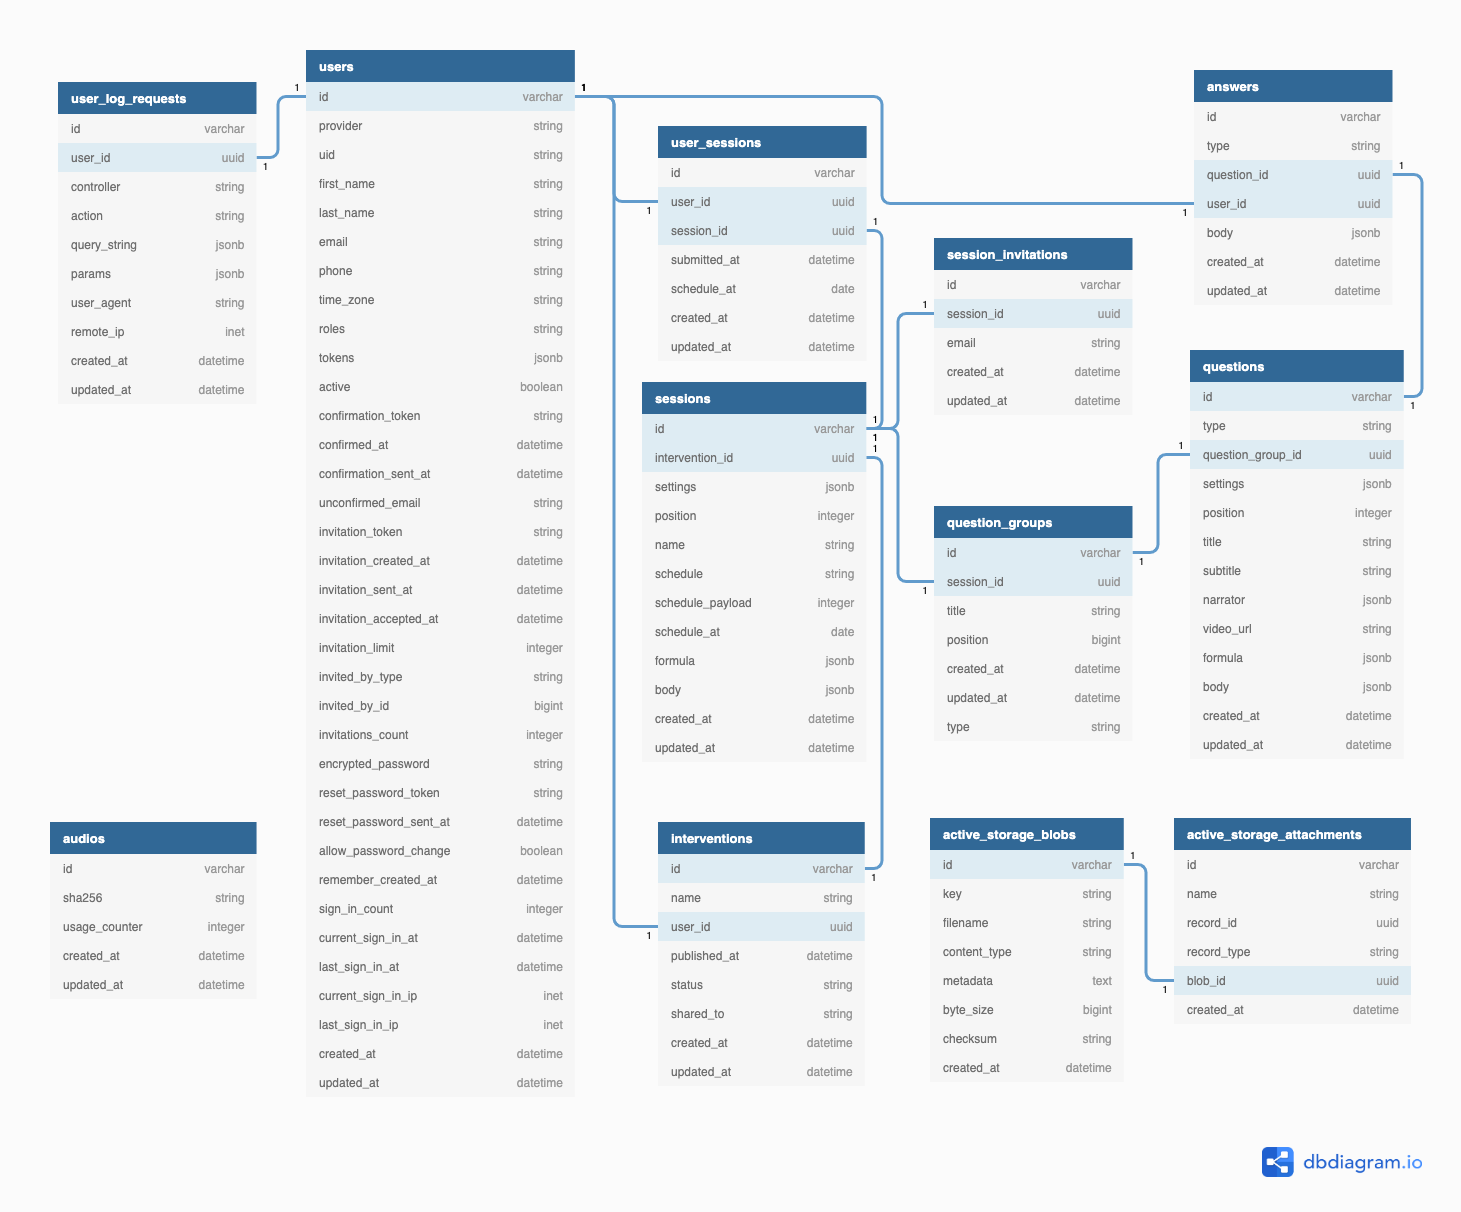 user_log_requests
id varchar
user_id uuid
controller string
action string
query_string jsonb
params jsonb
user_agent string
remote_ip inet
created_at datetime
updated_at datetime
1
1
users
id varchar
provider string
uid string
first_name string
last_name string
email string
phone string
time_zone string
roles string
tokens jsonb
active boolean
confirmation_token string
confirmed_at datetime
confirmation_sent_at datetime
unconfirmed_email string
invitation_token string
invitation_created_at datetime
invitation_sent_at datetime
invitation_accepted_at datetime
invitation_limit integer
invited_by_type string
invited_by_id bigint
invitations_count integer
encrypted_password string
reset_password_token string
reset_password_sent_at datetime
allow_password_change boolean
remember_created_at datetime
sign_in_count integer
current_sign_in_at datetime
last_sign_in_at datetime
current_sign_in_ip inet
last_sign_in_ip inet
created_at datetime
updated_at datetime
1
user_sessions
id varchar
user_id uuid
session_id uuid
submitted_at datetime
schedule_at date
created_at datetime
updated_at datetime
1
1
sessions
id varchar
intervention_id uuid
settings jsonb
position integer
name string
schedule string
schedule_payload integer
schedule_at date
formula jsonb
body jsonb
created_at datetime
updated_at datetime
1
1
1
session_invitations
id varchar
session_id uuid
email string
created_at datetime
updated_at datetime
1
question_groups
id varchar
session_id uuid
title string
position bigint
created_at datetime
updated_at datetime
type string
1
1
answers
id varchar
type string
question_id uuid
user_id uuid
body jsonb
created_at datetime
updated_at datetime
1
1
questions
id varchar
type string
question_group_id uuid
settings jsonb
position integer
title string
subtitle string
narrator jsonb
video_url string
formula jsonb
body jsonb
created_at datetime
updated_at datetime
1
1
audios
id varchar
sha256 string
usage_counter integer
created_at datetime
updated_at datetime
interventions
id varchar
name string
user_id uuid
published_at datetime
status string
shared_to string
created_at datetime
updated_at datetime
1
1
active_storage_blobs
id varchar
key string
filename string
content_type string
metadata text
byte_size bigint
checksum string
created_at datetime
1
active_storage_attachments
id varchar
name string
record_id uuid
record_type string
blob_id uuid
created_at datetime
1
dbdiagram.io